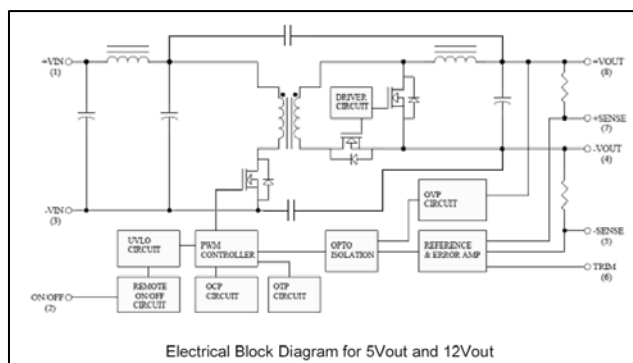 +VIN
(1)
+VOUT
(8)
DRIVER
CIRCUIT
+SENSE
(7)
-VOUT
(4)
-VIN
(3)
OVP
CIRCUIT
UVLO
CIRCUIT
PWM
CONTROLLER
OPTO
ISOLATION
REFERENCE
& ERROR AMP
-SENSE
(5)
TRIM
(6)
ON/OFF
(2)
REMOTE
ON/OFF
CIRCUIT
OCP
CIRCUIT
OTP
CIRCUIT
Electrical Block Diagram for 5Vout and 12Vout